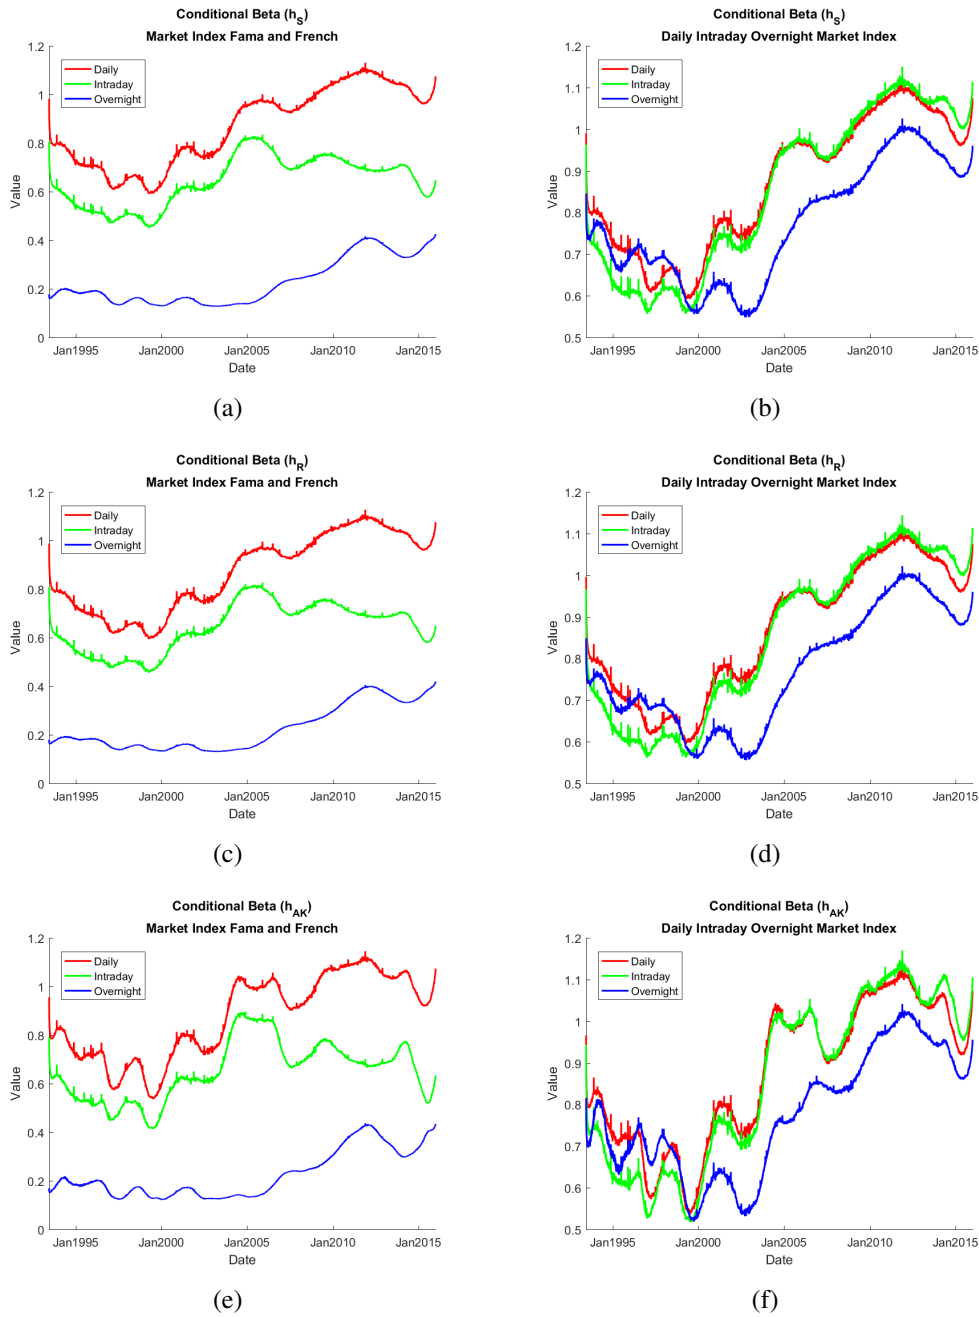 Conditional Beta (hS)
Market Index Fama and French
1.2
1
0.8
0.6
0.4
0.2
0
Value
Daily
Intraday
Overnight
Jan1995 Jan2000 Jan2005 Jan2010 Jan2015
Date
(a)
Conditional Beta (hS)
Daily Intraday Overnight Market Index
1.2
1.1
1
0.9
0.8
0.7
0.6
0.5
Value
Daily
Intraday
Overnight
Jan1995 Jan2000 Jan2005 Jan2010 Jan2015
Date
(b)
Conditional Beta (hR)
Market Index Fama and French
1.2
1
0.8
0.6
0.4
0.2
0
Value
Daily
Intraday
Overnight
Jan1995 Jan2000 Jan2005 Jan2010 Jan2015
Date
(c)
Conditional Beta (hR)
Daily Intraday Overnight Market Index
1.2
1.1
1
0.9
0.8
0.7
0.6
0.5
Value
Daily
Intraday
Overnight
Jan1995 Jan2000 Jan2005 Jan2010 Jan2015
Date
(d)
Conditional Beta (hAK)
Market Index Fama and French
1.2
1
0.8
0.6
0.4
0.2
0
Value
Daily
Intraday
Overnight
Jan1995 Jan2000 Jan2005 Jan2010 Jan2015
Date
(e)
Conditional Beta (hAK)
Daily Intraday Overnight Market Index
1.2
1.1
1
0.9
0.8
0.7
0.6
0.5
Value
Daily
Intraday
Overnight
Jan1995 Jan2000 Jan2005 Jan2010 Jan2015
Date
(f)